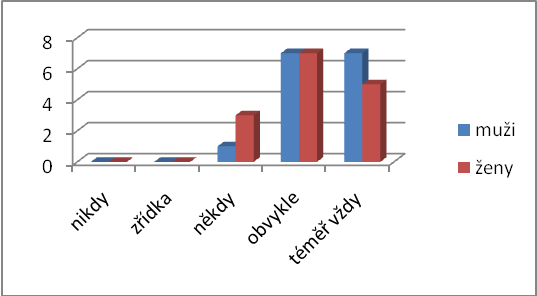 8
6
4
2
0
nikdy
zřídka
někdy
obvykle
téměř vždy
muži
ženy